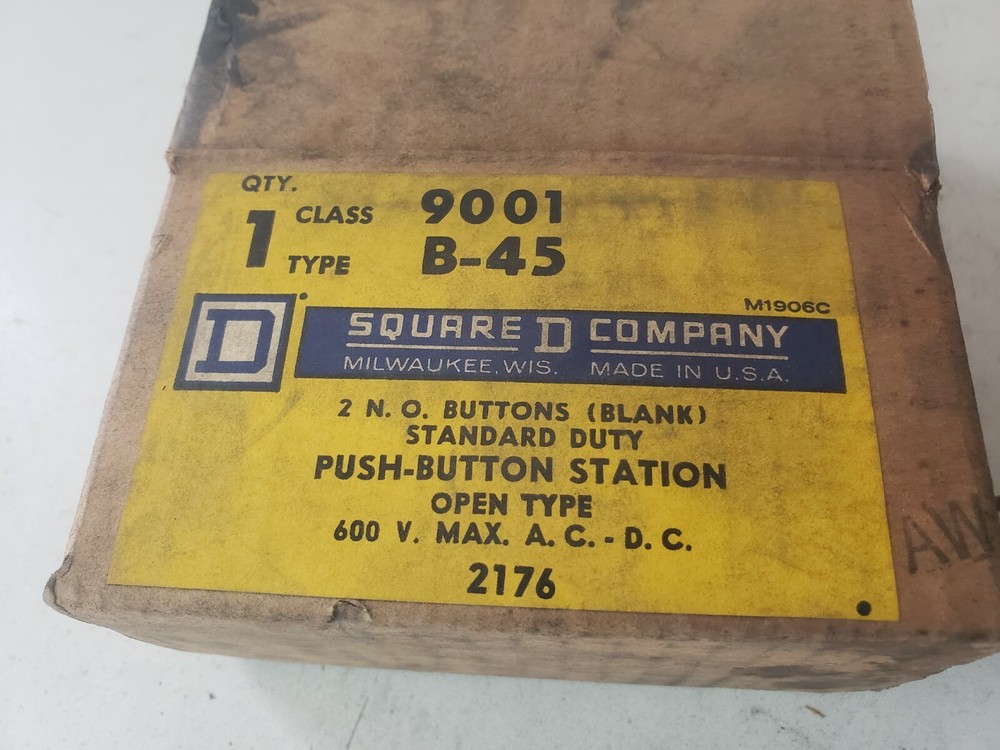 QTY.
1 CLASS 9001
TYPE B-45
M1906C
D SQUARE D COMPANY
MILWAUKEE, WIS. MADE IN U.S.A.
2 N. O. BUTTONS (BLANK)
STANDARD DUTY
PUSH-BUTTON STATION
OPEN TYPE
600 V. MAX. A. C. - D. C.
2176